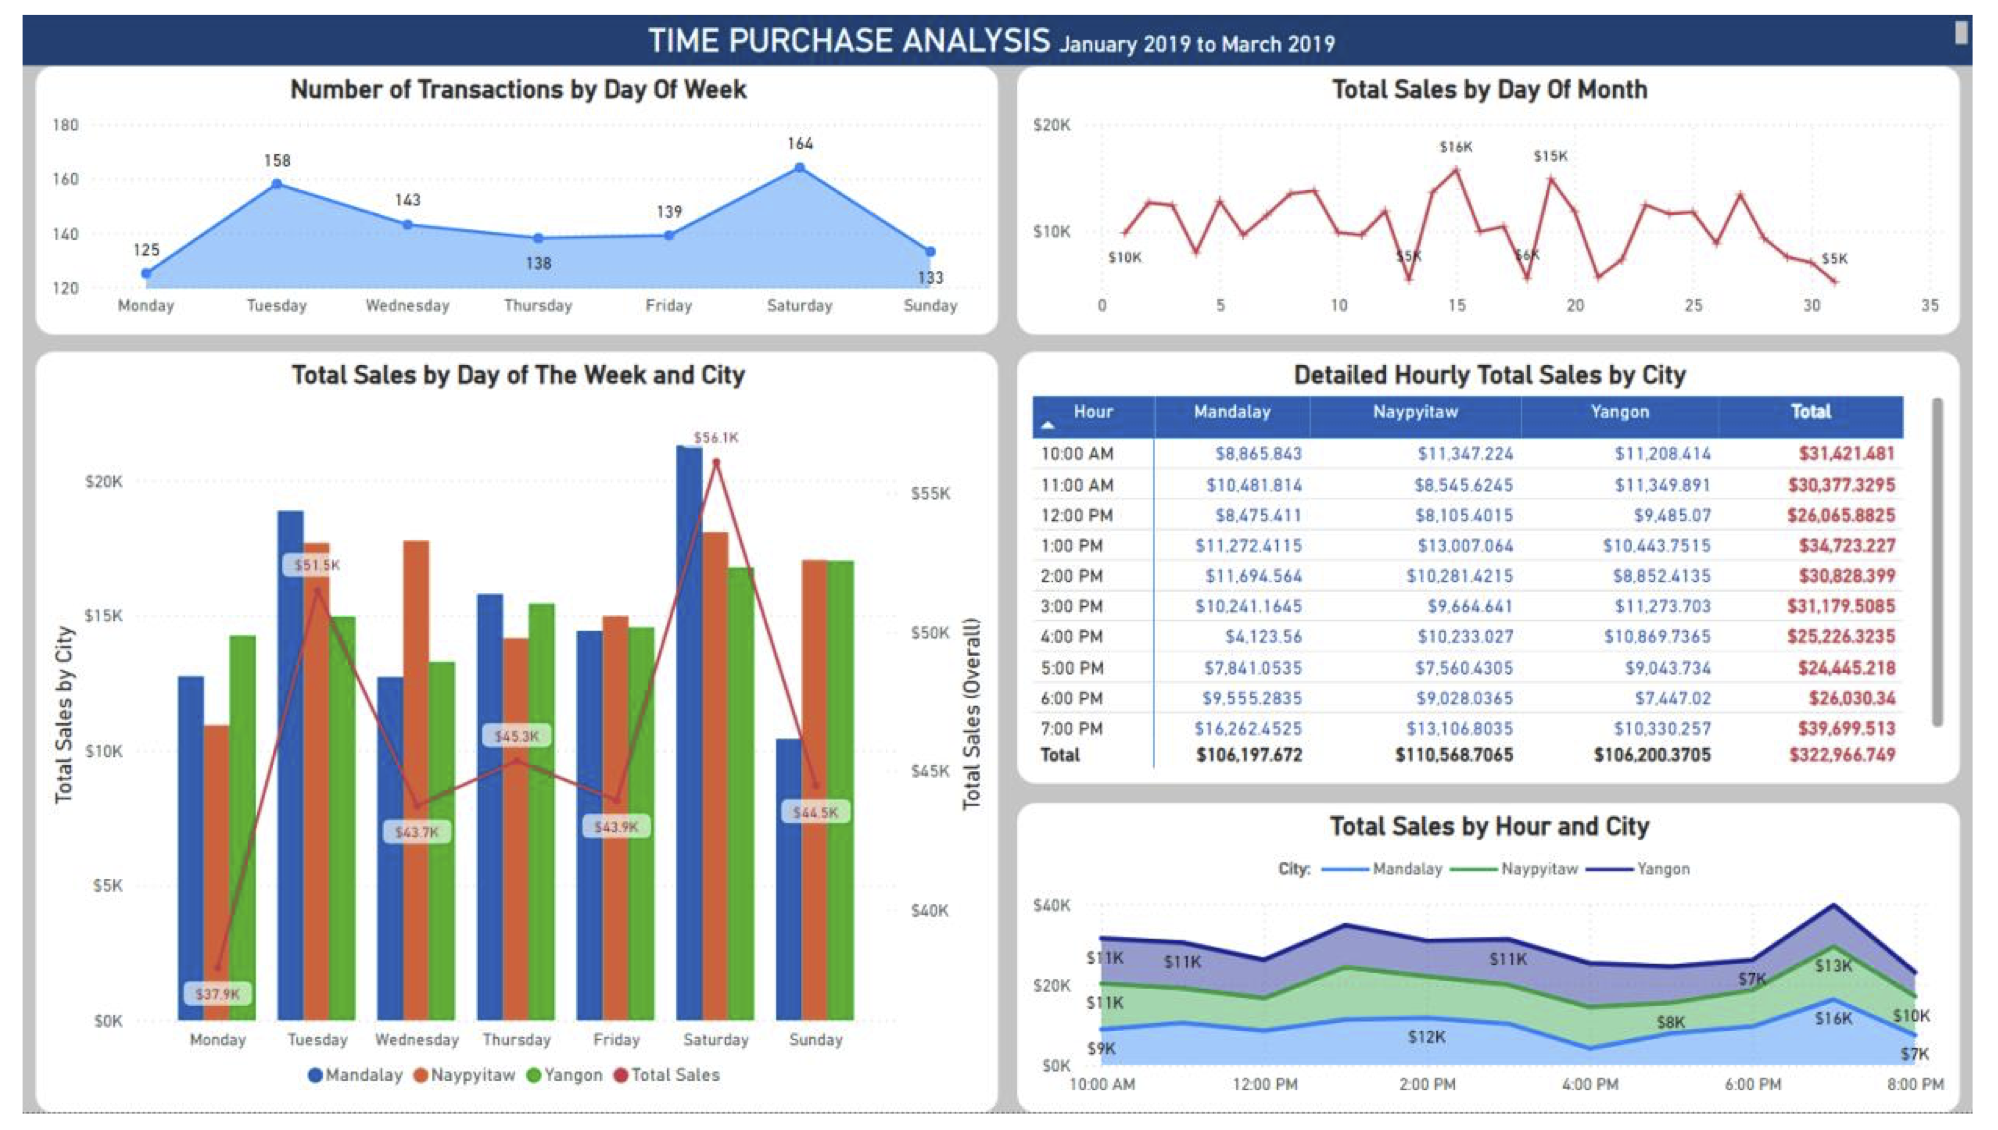 TIME PURCHASE ANALYSIS January 2019 to March 2019
Number of Transactions by Day Of Week
180
160
140
120
125
158
143
138
139
164
133
Monday Tuesday Wednesday Thursday Friday Saturday Sunday
Total Sales by Day Of Month
$20K
$10K
$10K
$5K
$16K
$6K
$15K
$5K
0 5 10 15 20 25 30 35
Total Sales by Day of The Week and City
Total Sales by City
$20K
$15K
$10K
$5K
$0K
$37.9K
$51.5K
$43.7K
$45.3K
$43.9K
$56.1K
$44.5K
$55K
$50K
$45K
$40K
Total Sales (Overall)
Monday Tuesday Wednesday Thursday Friday Saturday Sunday
Mandalay Naypyitaw Yangon Total Sales
Detailed Hourly Total Sales by City
Hour Mandalay Naypyitaw Yangon Total
10:00 AM $8,865.843 $11,347.224 $11,208.414 $31,421.481
11:00 AM $10,481.814 $8,545.6245 $11,349.891 $30,377.3295
12:00 PM $8,475.411 $8,105.4015 $9,485.07 $26,065.8825
1:00 PM $11,272.4115 $13,007.064 $10,443.7515 $34,723.227
2:00 PM $11,694.564 $10,281.4215 $8,852.4135 $30,828.399
3:00 PM $10,241.1645 $9,664.641 $11,273.703 $31,179.5085
4:00 PM $4,123.56 $10,233.027 $10,869.7365 $25,226.3235
5:00 PM $7,841.0535 $7,560.4305 $9,043.734 $24,445.218
6:00 PM $9,555.2835 $9,028.0365 $7,447.02 $26,030.34
7:00 PM $16,262.4525 $13,106.8035 $10,330.257 $39,699.513
Total $106,197.672 $110,568.7065 $106,200.3705 $322,966.749
Total Sales by Hour and City
City: Mandalay Naypyitaw Yangon
$40K
$20K
$0K
$11K $11K $11K $7K $13K
$11K $8K $16K $10K
$9K $12K $7K
10:00 AM 12:00 PM 2:00 PM 4:00 PM 6:00 PM 8:00 PM